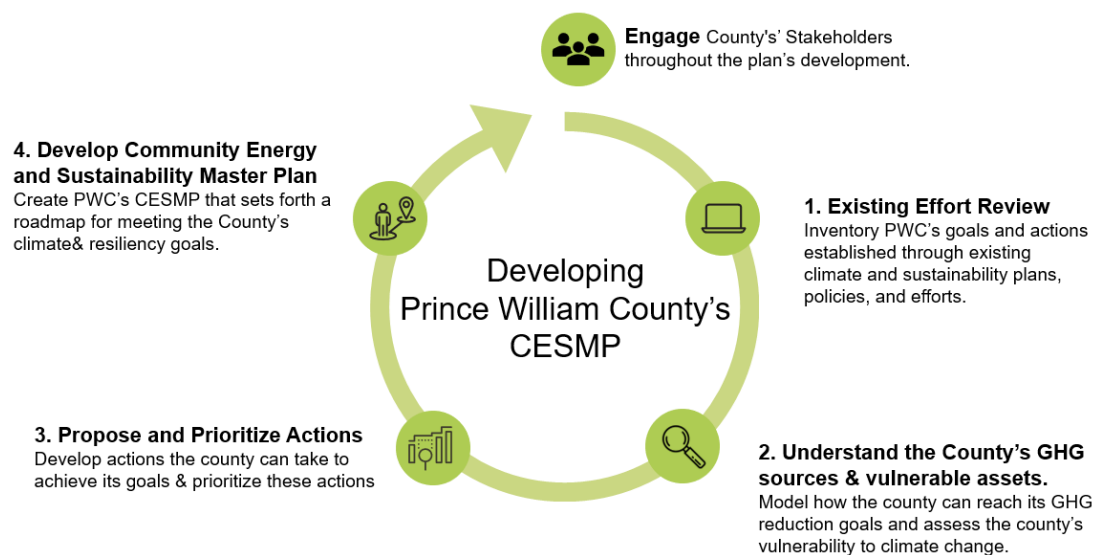 Engage County's' Stakeholders
throughout the plan's development.
1. Existing Effort Review
Inventory PWC's goals and actions
established through existing
climate and sustainability plans,
policies, and efforts.
2. Understand the County's GHG
sources & vulnerable assets.
Model how the county can reach its GHG
reduction goals and assess the county's
vulnerability to climate change.
3. Propose and Prioritize Actions
Develop actions the county can take to
achieve its goals & prioritize these actions
4. Develop Community Energy
and Sustainability Master Plan
Create PWC's CESMP that sets forth a
roadmap for meeting the County's
climate& resiliency goals.
Developing
Prince William County's
CESMP